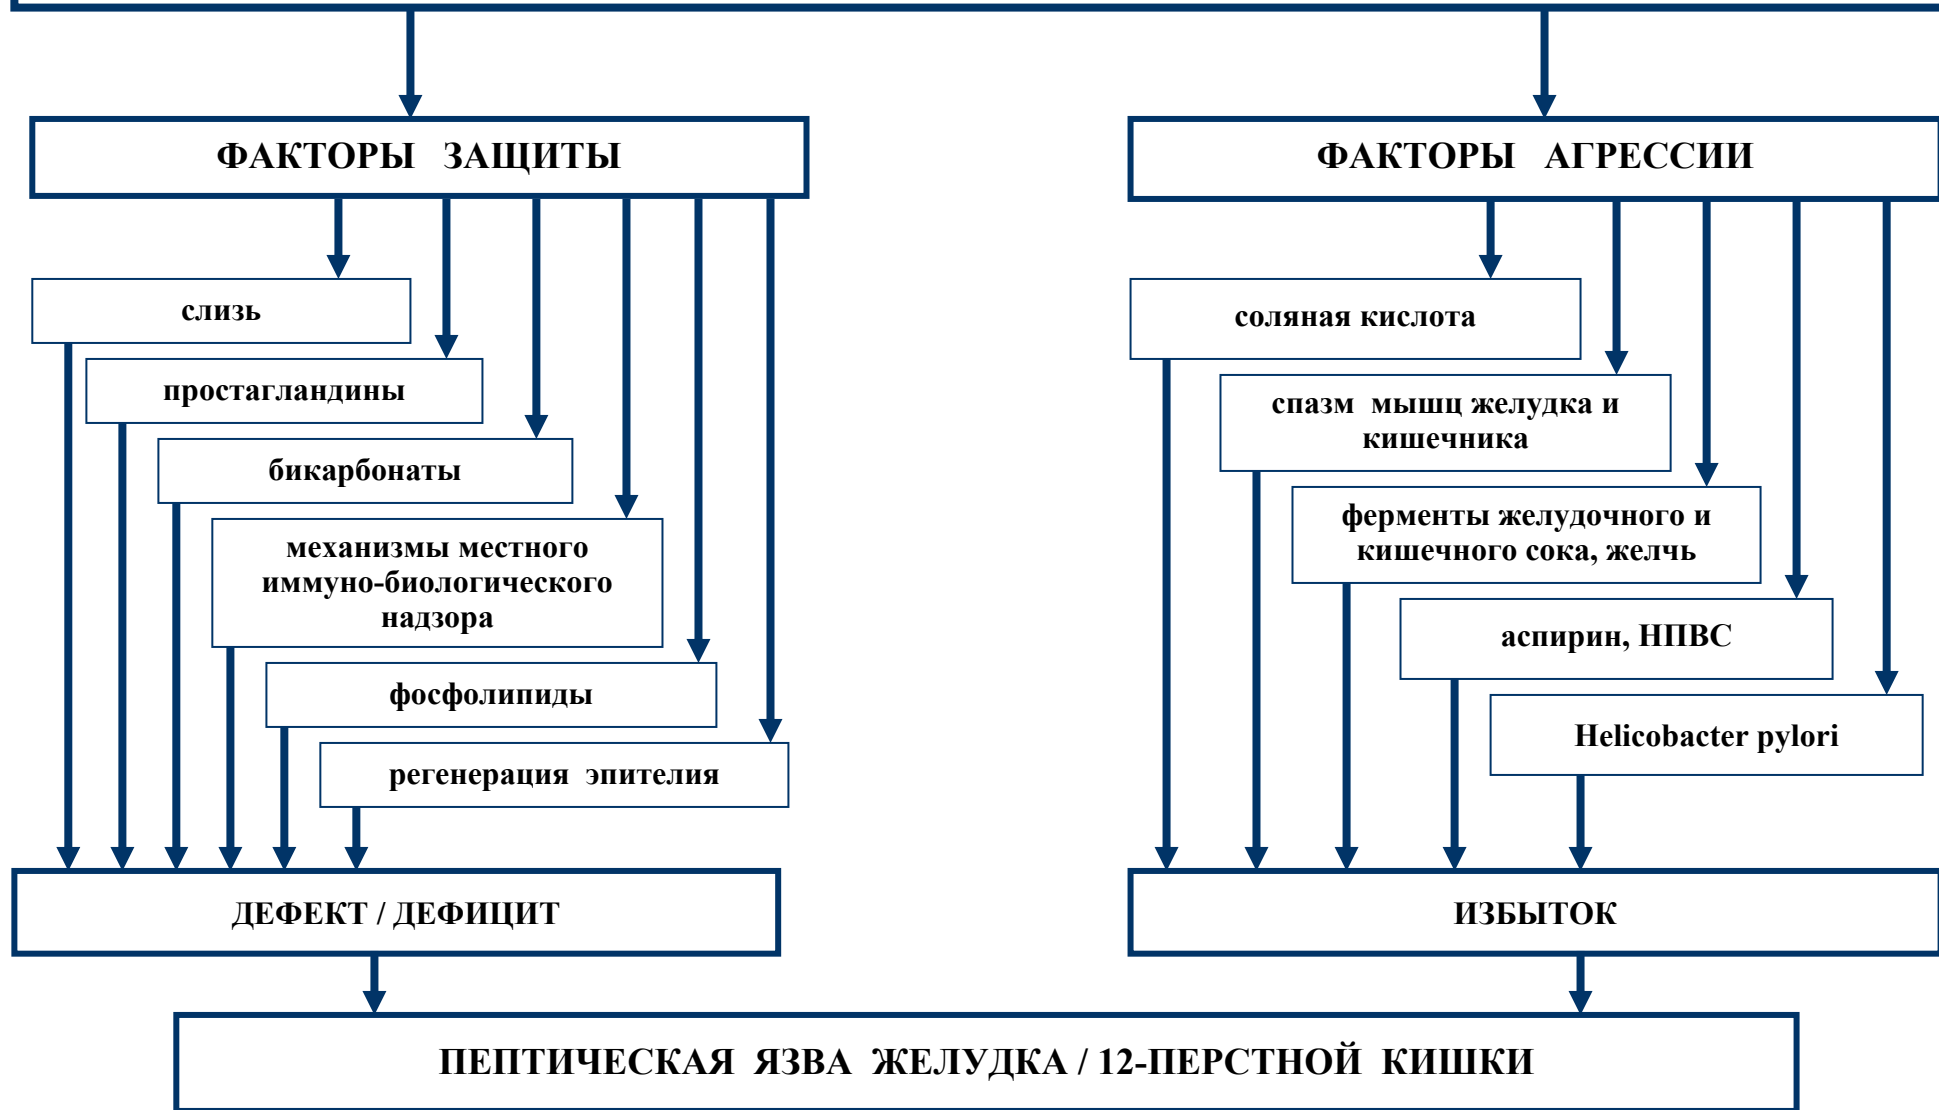 ФАКТОРЫ ЗАЩИТЫ
слизь
простагландины
бикарбонаты
механизмы местного
иммуно-биологического
надзора
фосфолипиды
регенерация эпителия
ДЕФЕКТ / ДЕФИЦИТ
ФАКТОРЫ АГРЕССИИ
соляная кислота
спазм мышц желудка и
кишечника
ферменты желудочного и
кишечного сока, желчь
аспирин, НПВС
Helicobacter pylori
ИЗБЫТОК
ПЕПТИЧЕСКАЯ ЯЗВА ЖЕЛУДКА / 12-ПЕРСТНОЙ КИШКИ